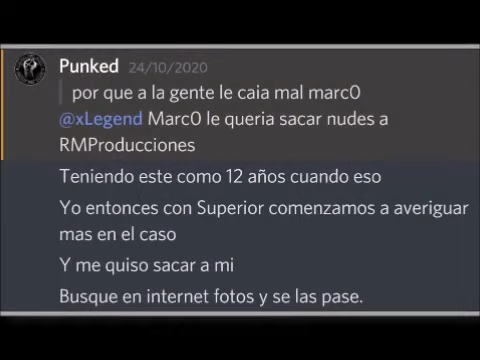 Punked 24/10/2020
por que a la gente le caia mal marc0
@xLegend Marc0 le queria sacar nudes a
RMProducciones
Teniendo este como 12 años cuando eso
Yo entonces con Superior comenzamos a averiguar
mas en el caso
Y me quiso sacar a mi
Busque en internet fotos y se las pase.